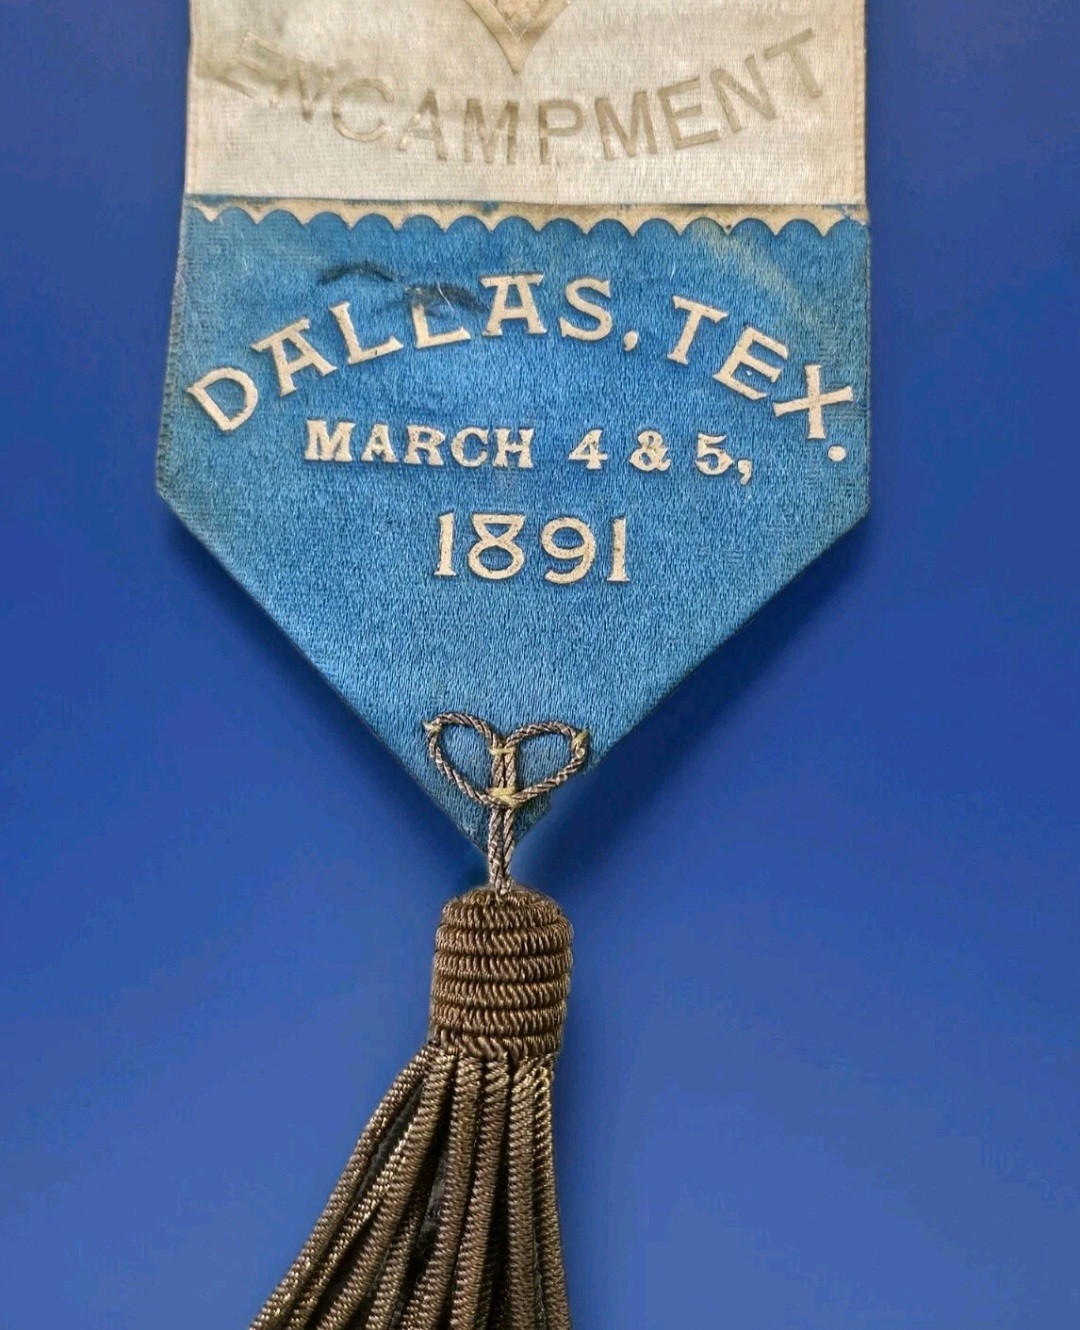 ENCAMPMENT
DALLAS, TEX.
MARCH 4 & 5,
1891